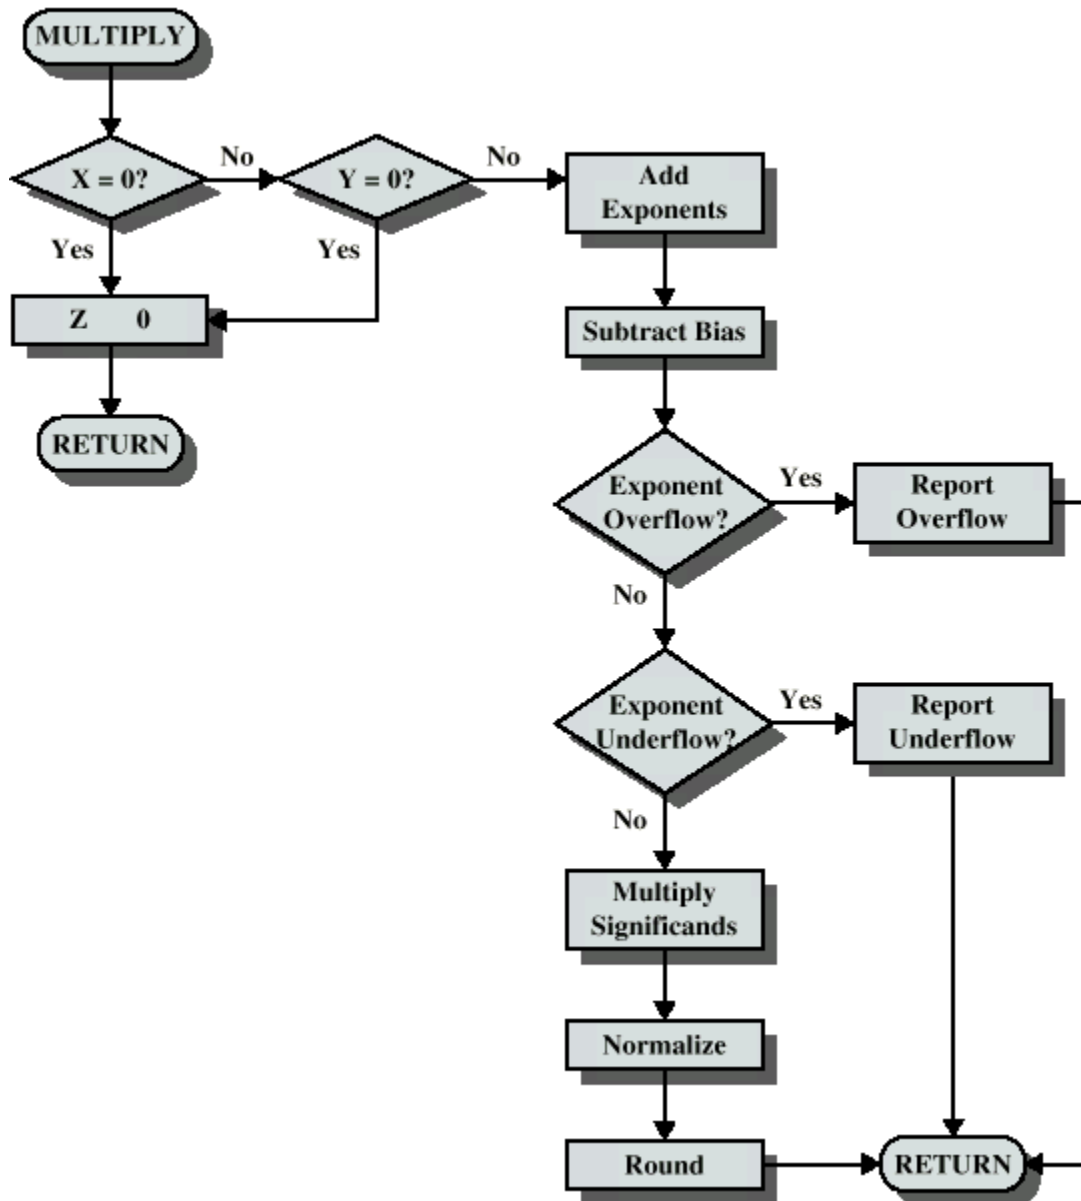 MULTIPLY
X = 0?
No
Y = 0?
No
Add
Exponents
Yes
Yes
Z 0
Subtract Bias
RETURN
Exponent
Overflow?
Yes
Report
Overflow
No
Exponent
Underflow?
Yes
Report
Underflow
No
Multiply
Significands
Normalize
Round
RETURN